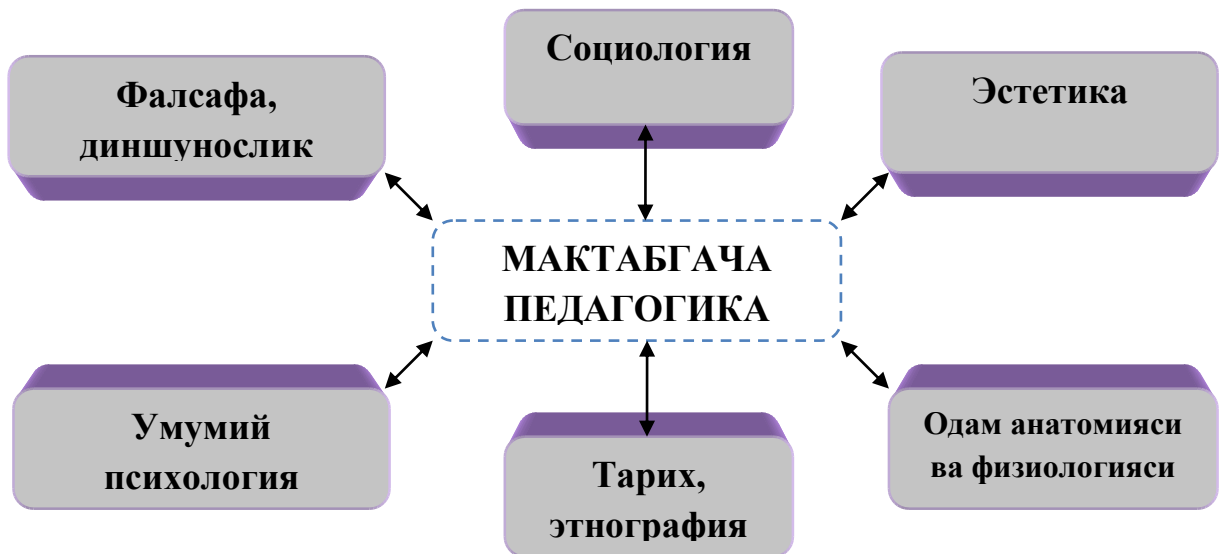 Социология
Фалсафа,
диншунослик
Эстетика
МАКТАБГАЧА
ПЕДАГОГИКА
Умумий
психология
Тарих,
этнография
Одам анатомияси
ва физиологияси